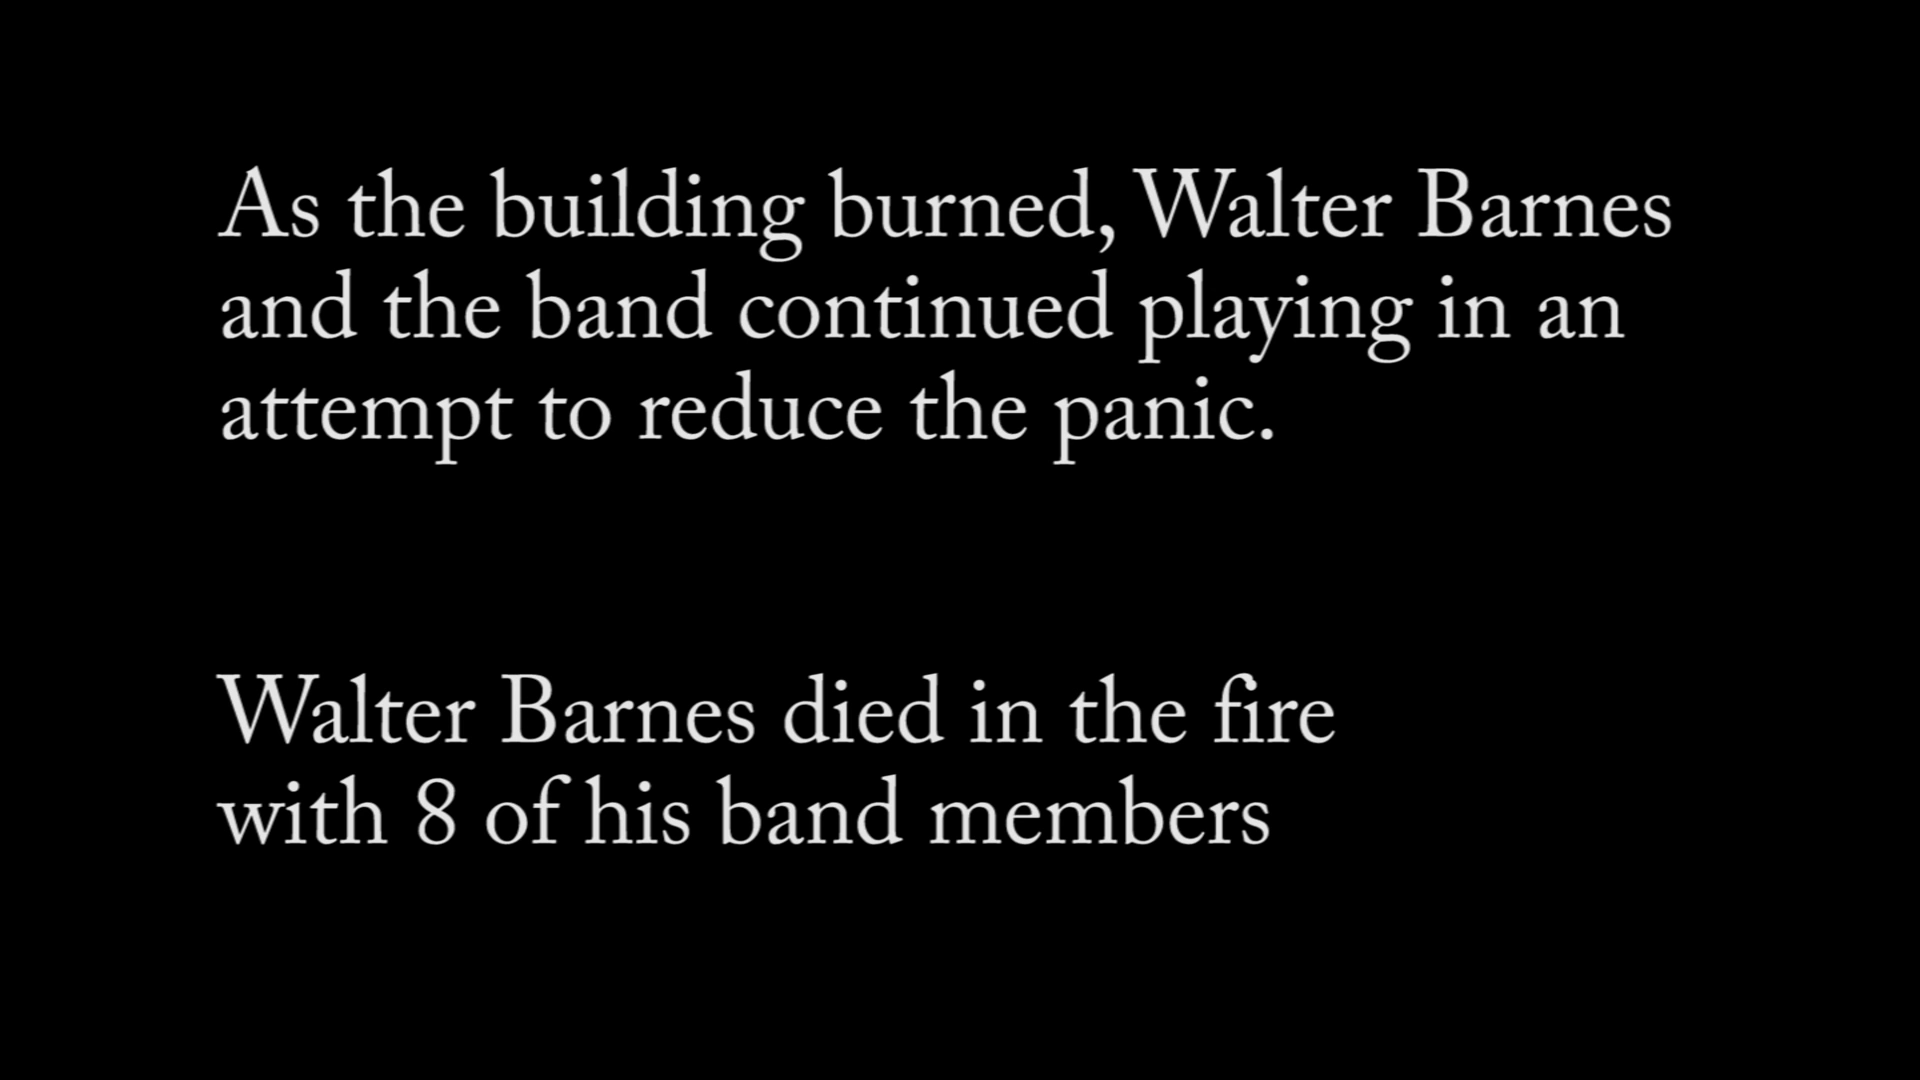 As the building burned, Walter Barnes
and the band continued playing in an
attempt to reduce the panic.
Walter Barnes died in the fire
with 8 of his band members